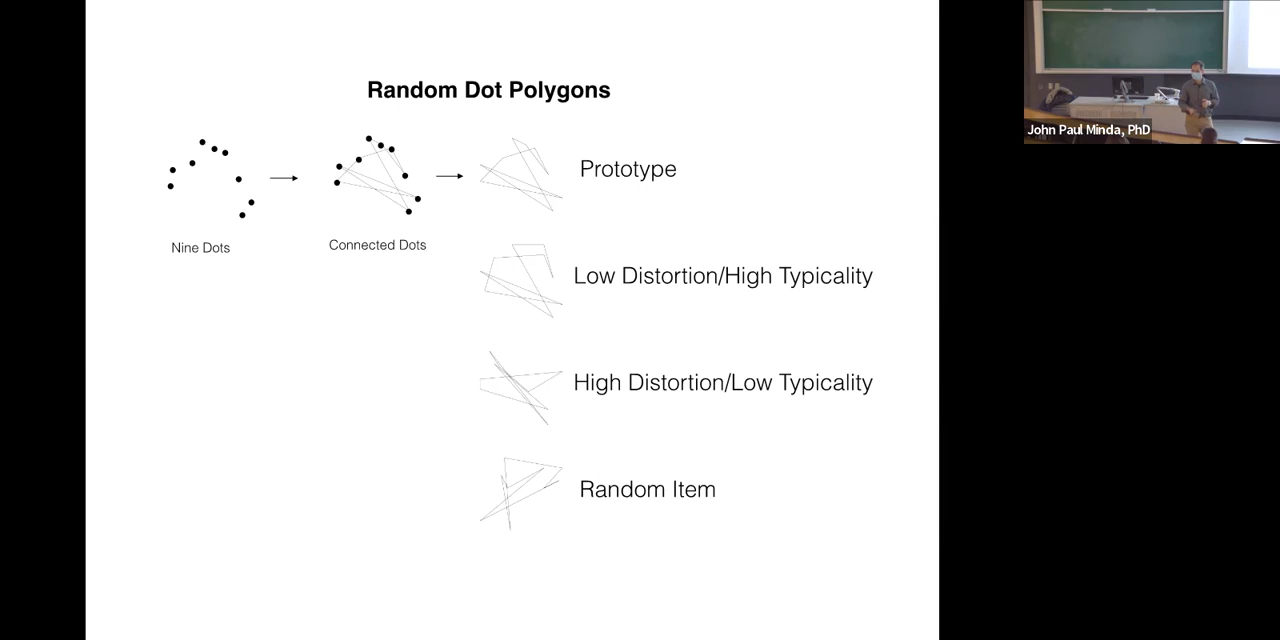 Random Dot Polygons
John Paul Minda, PhD
Prototype
Nine Dots
Connected Dots
Low Distortion/High Typicality
High Distortion/Low Typicality
Random Item